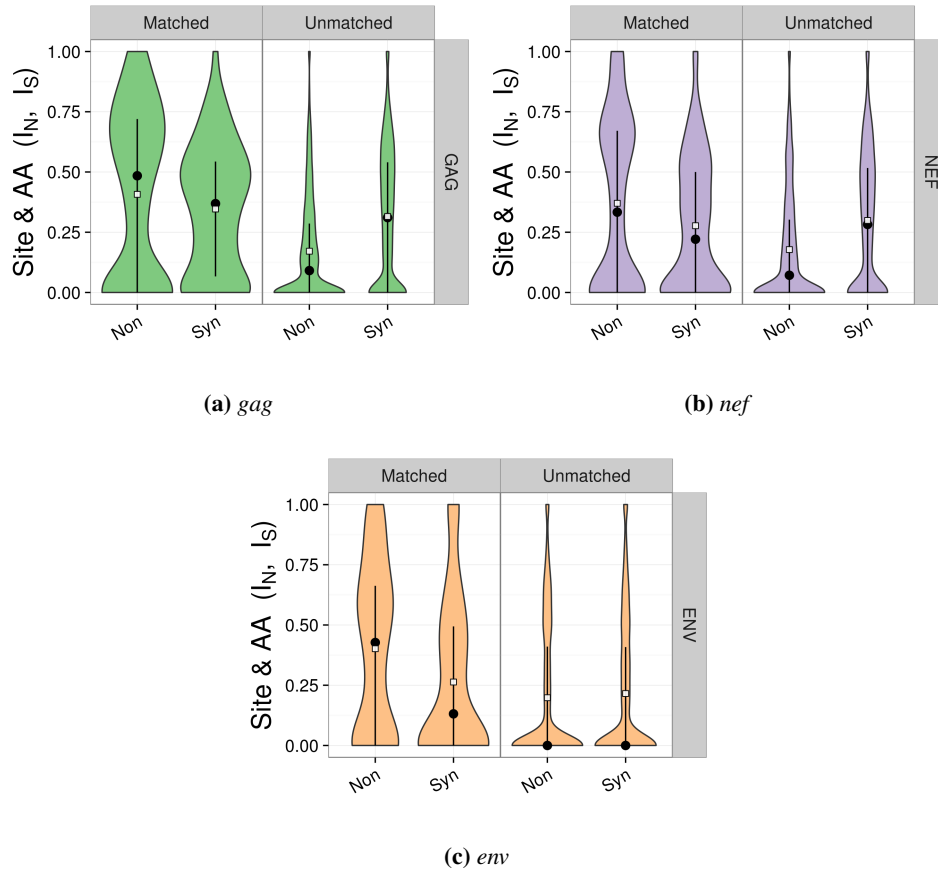 Matched Unmatched
Site & AA (I_N, I_S)
1.00
0.75
0.50
0.25
0.00
GAG
Non Syn Non Syn
(a) gag
Matched Unmatched
Site & AA (I_N, I_S)
1.00
0.75
0.50
0.25
0.00
NEF
Non Syn Non Syn
(b) nef
Matched Unmatched
Site & AA (I_N, I_S)
1.00
0.75
0.50
0.25
0.00
ENV
Non Syn Non Syn
(c) env